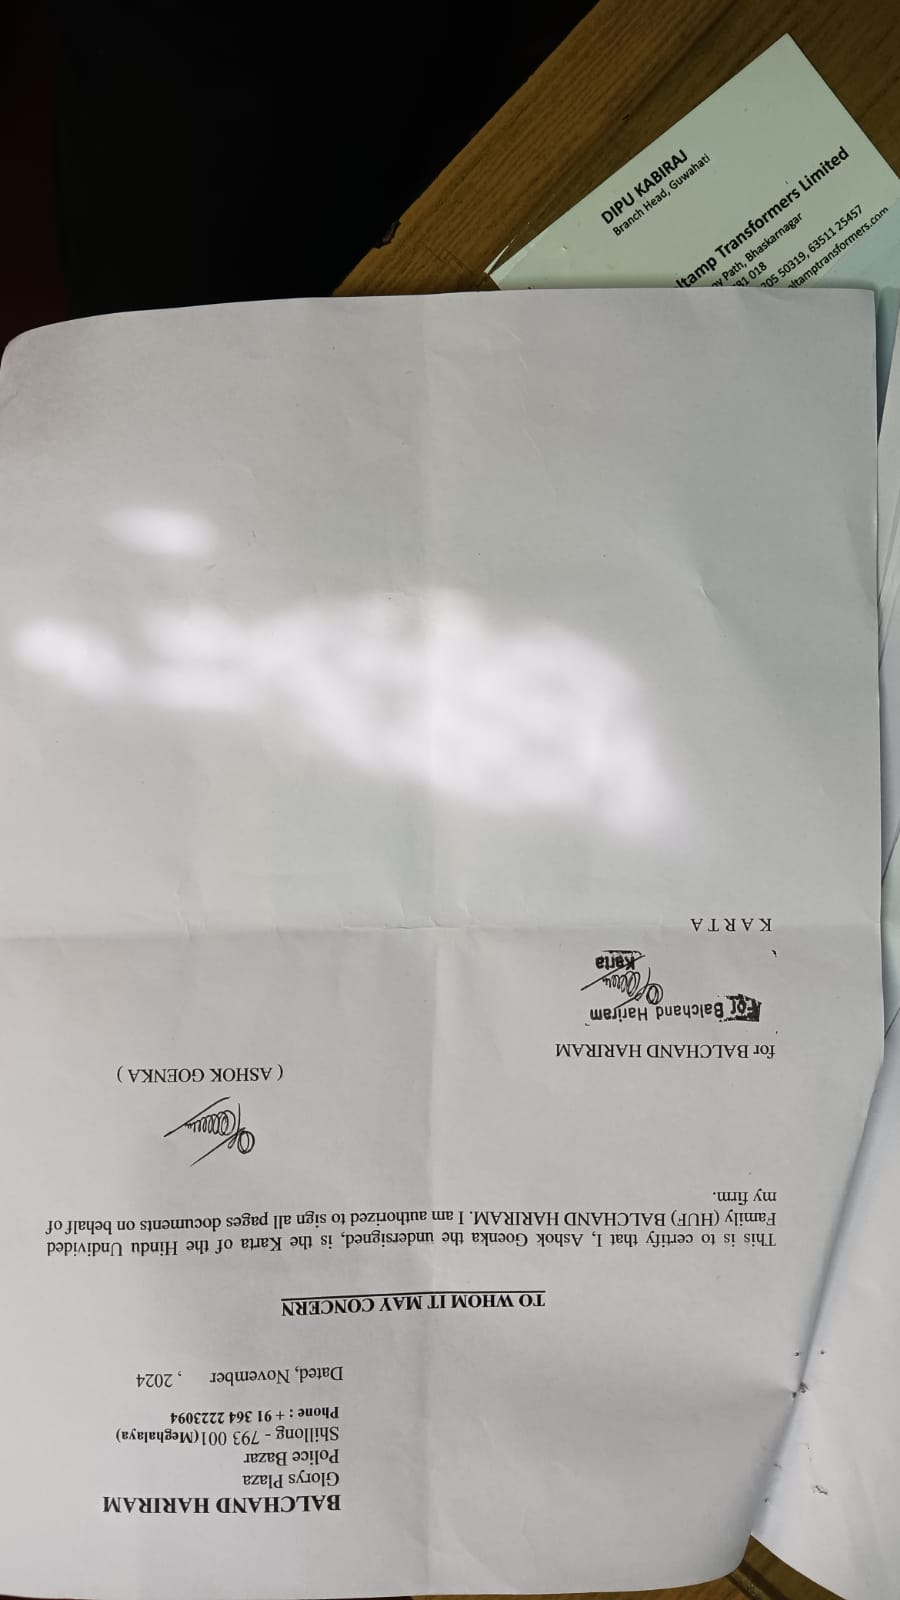 BALCHAND HARIRAM
Glorys Plaza
Police Bazar
Shillong - 793 001(Meghalaya)
Phone : + 91 364 2223094
Dated, November , 2024
TO WHOM IT MAY CONCERN
This is to certify that I, Ashok Goenka the undersigned, is the Karta of the Hindu Undivided
Family (HUF) BALCHAND HARIRAM. I am authorized to sign all pages documents on behalf of
my firm.
( ASHOK GOENKA )
for BALCHAND HARIRAM
For Balchand Hariram
Karta
K A R T A
DIPU KABIRAJ
Branch Head, Guwahati
ltamp Transformers Limited
Path, Bhaskarnagar
81 018
205 50319, 63511 25457
ltamptransformers.com